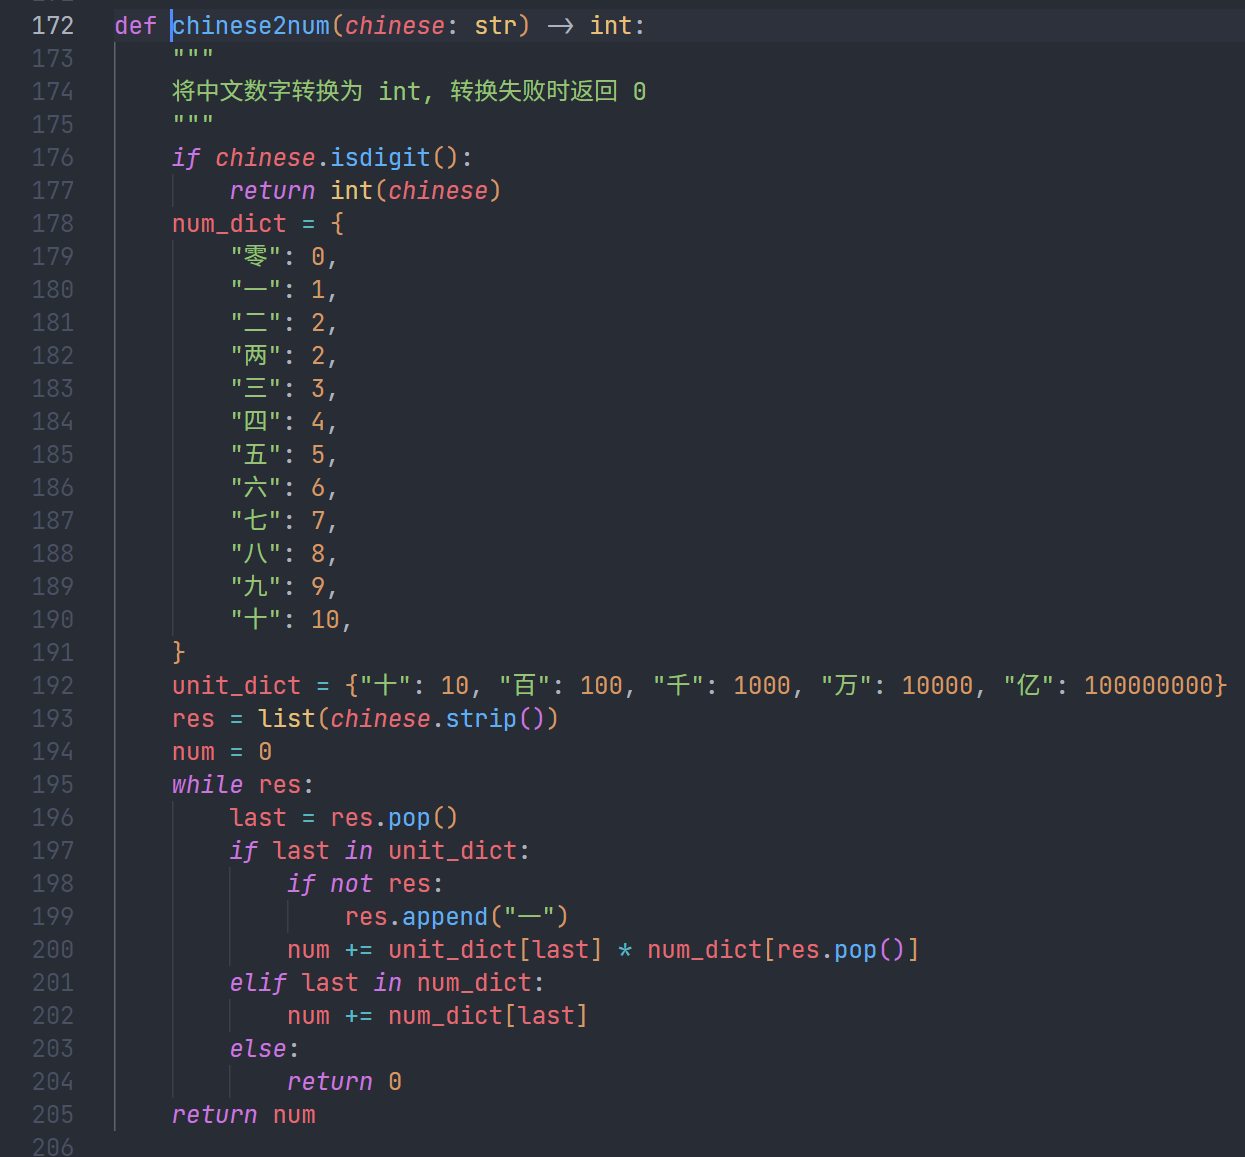 172 def chinese2num(chinese: str) -> int:
173 """
174 将中文数字转换为 int, 转换失败时返回 0
175 """
176 if chinese.isdigit():
177 return int(chinese)
178 num_dict = {
179 "零": 0,
180 "一": 1,
181 "二": 2,
182 "两": 2,
183 "三": 3,
184 "四": 4,
185 "五": 5,
186 "六": 6,
187 "七": 7,
188 "八": 8,
189 "九": 9,
190 "十": 10,
191 }
192 unit_dict = {"十": 10, "百": 100, "千": 1000, "万": 10000, "亿": 100000000}
193 res = list(chinese.strip())
194 num = 0
195 while res:
196 last = res.pop()
197 if last in unit_dict:
198 if not res:
199 res.append("一")
200 num += unit_dict[last] * num_dict[res.pop()]
201 elif last in num_dict:
202 num += num_dict[last]
203 else:
204 return 0
205 return num
206